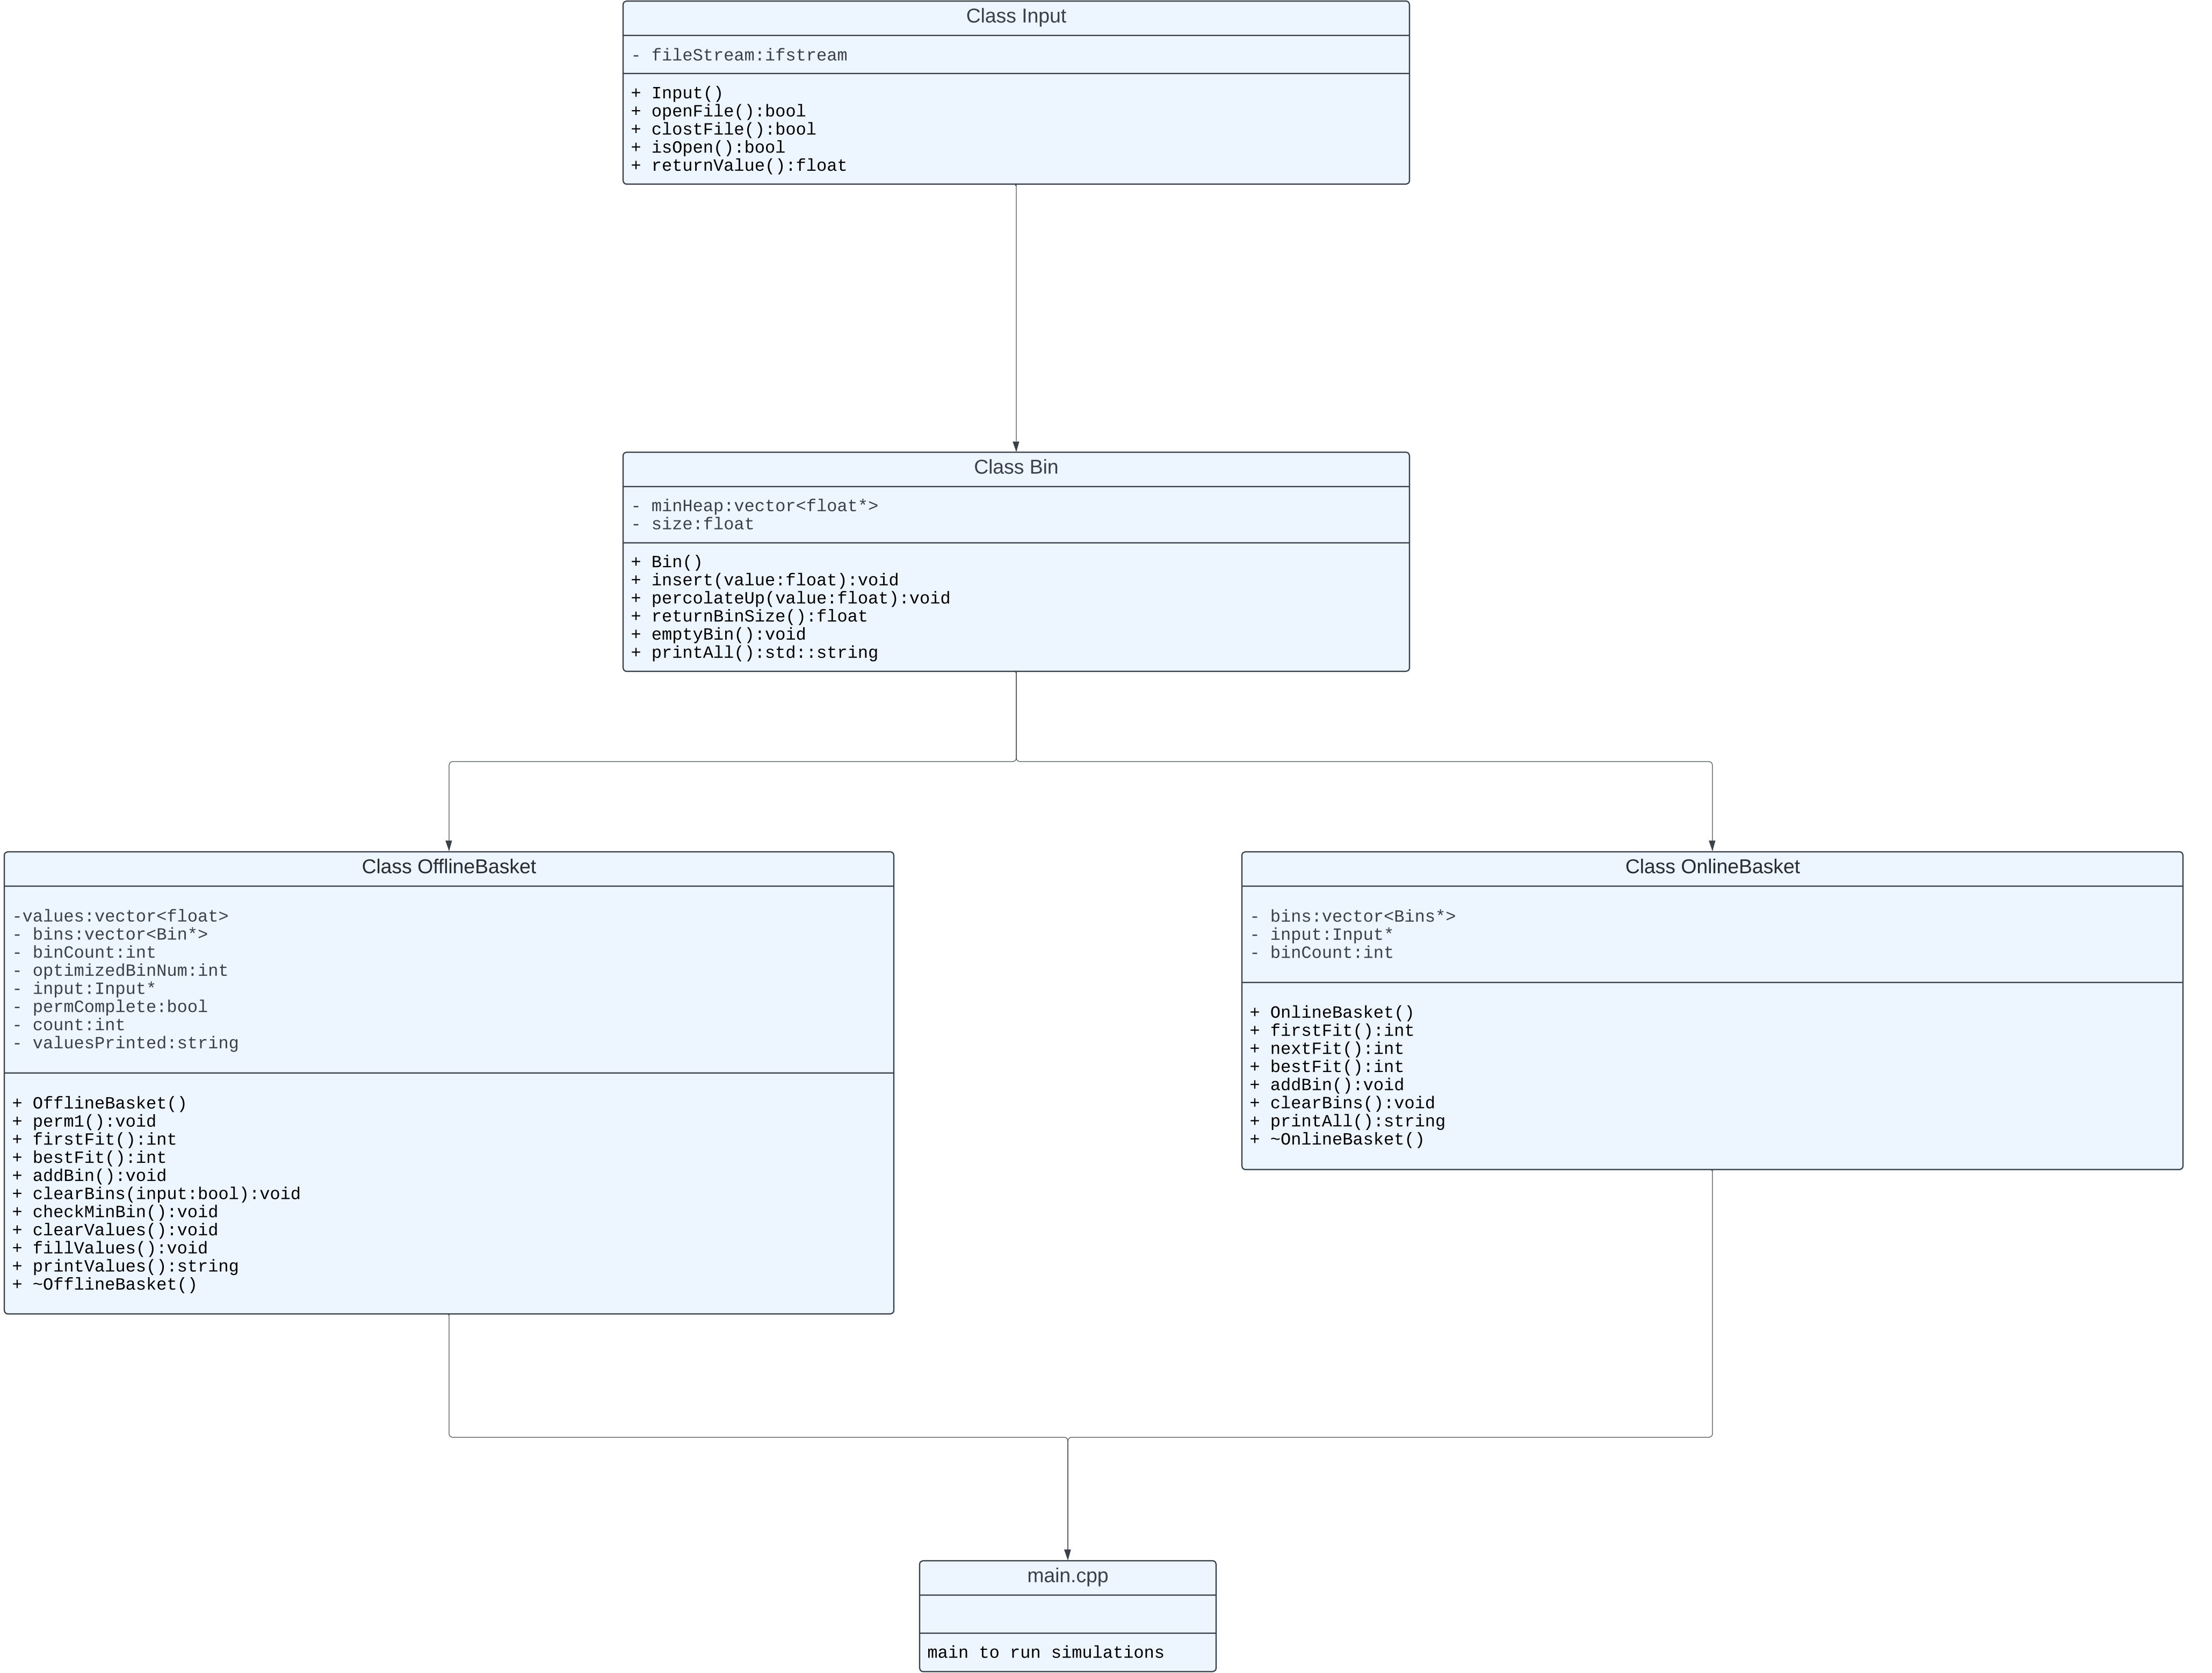 Class Input
- fileStream:ifstream
+ Input()
+ openFile():bool
+ clostFile():bool
+ isOpen():bool
+ returnValue():float
Class Bin
- minHeap:vector<float*>
- size:float
+ Bin()
+ insert(value:float):void
+ percolateUp(value:float):void
+ returnBinSize():float
+ emptyBin():void
+ printAll():std::string
Class OfflineBasket
-values:vector<float>
- bins:vector<Bin*>
- binCount:int
- optimizedBinNum:int
- input:Input*
- permComplete:bool
- count:int
- valuesPrinted:string
+ OfflineBasket()
+ perm1():void
+ firstFit():int
+ bestFit():int
+ addBin():void
+ clearBins(input:bool):void
+ checkMinBin():void
+ clearValues():void
+ fillValues():void
+ printValues():string
+ ~OfflineBasket()
Class OnlineBasket
- bins:vector<Bins*>
- input:Input*
- binCount:int
+ OnlineBasket()
+ firstFit():int
+ nextFit():int
+ bestFit():int
+ addBin():void
+ clearBins():void
+ printAll():string
+ ~OnlineBasket()
main.cpp
main to run simulations